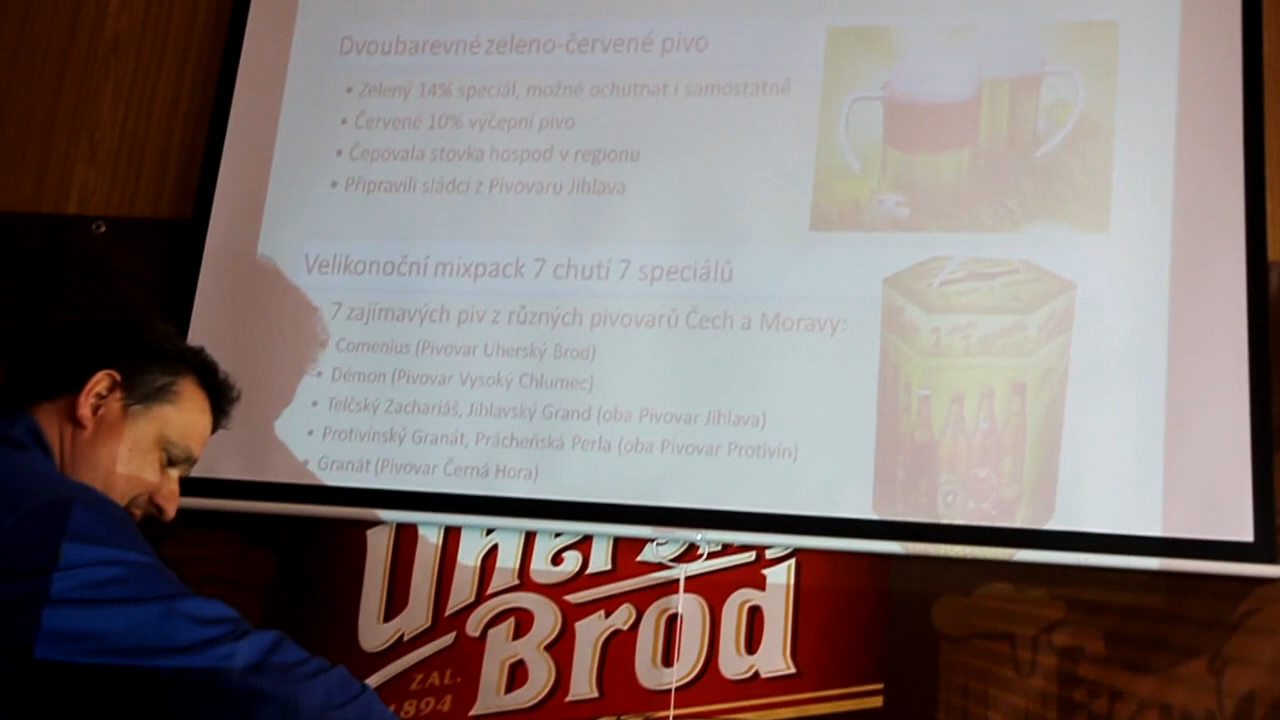 Dvoubarevné zeleno-červené pivo
• Zelený 14% speciál, možné ochutnat i samostatně
• Červené 10% výčepní pivo
• Čepovala stovka hospod v regionu
• Připravili sládci z Pivovaru Jihlava
Velikonoční mixpack 7 chutí 7 speciálů
7 zajímavých piv z různých pivovarů Čech a Moravy:
• Comenius (Pivovar Uherský Brod)
• Démon (Pivovar Vysoký Chlumec)
• Telčský Zachariáš, Jihlavský Grand (oba Pivovar Jihlava)
• Protivínský Granát, Prácheňská Perla (oba Pivovar Protivín)
• Granát (Pivovar Černá Hora)
Brod
ZAL.
1894